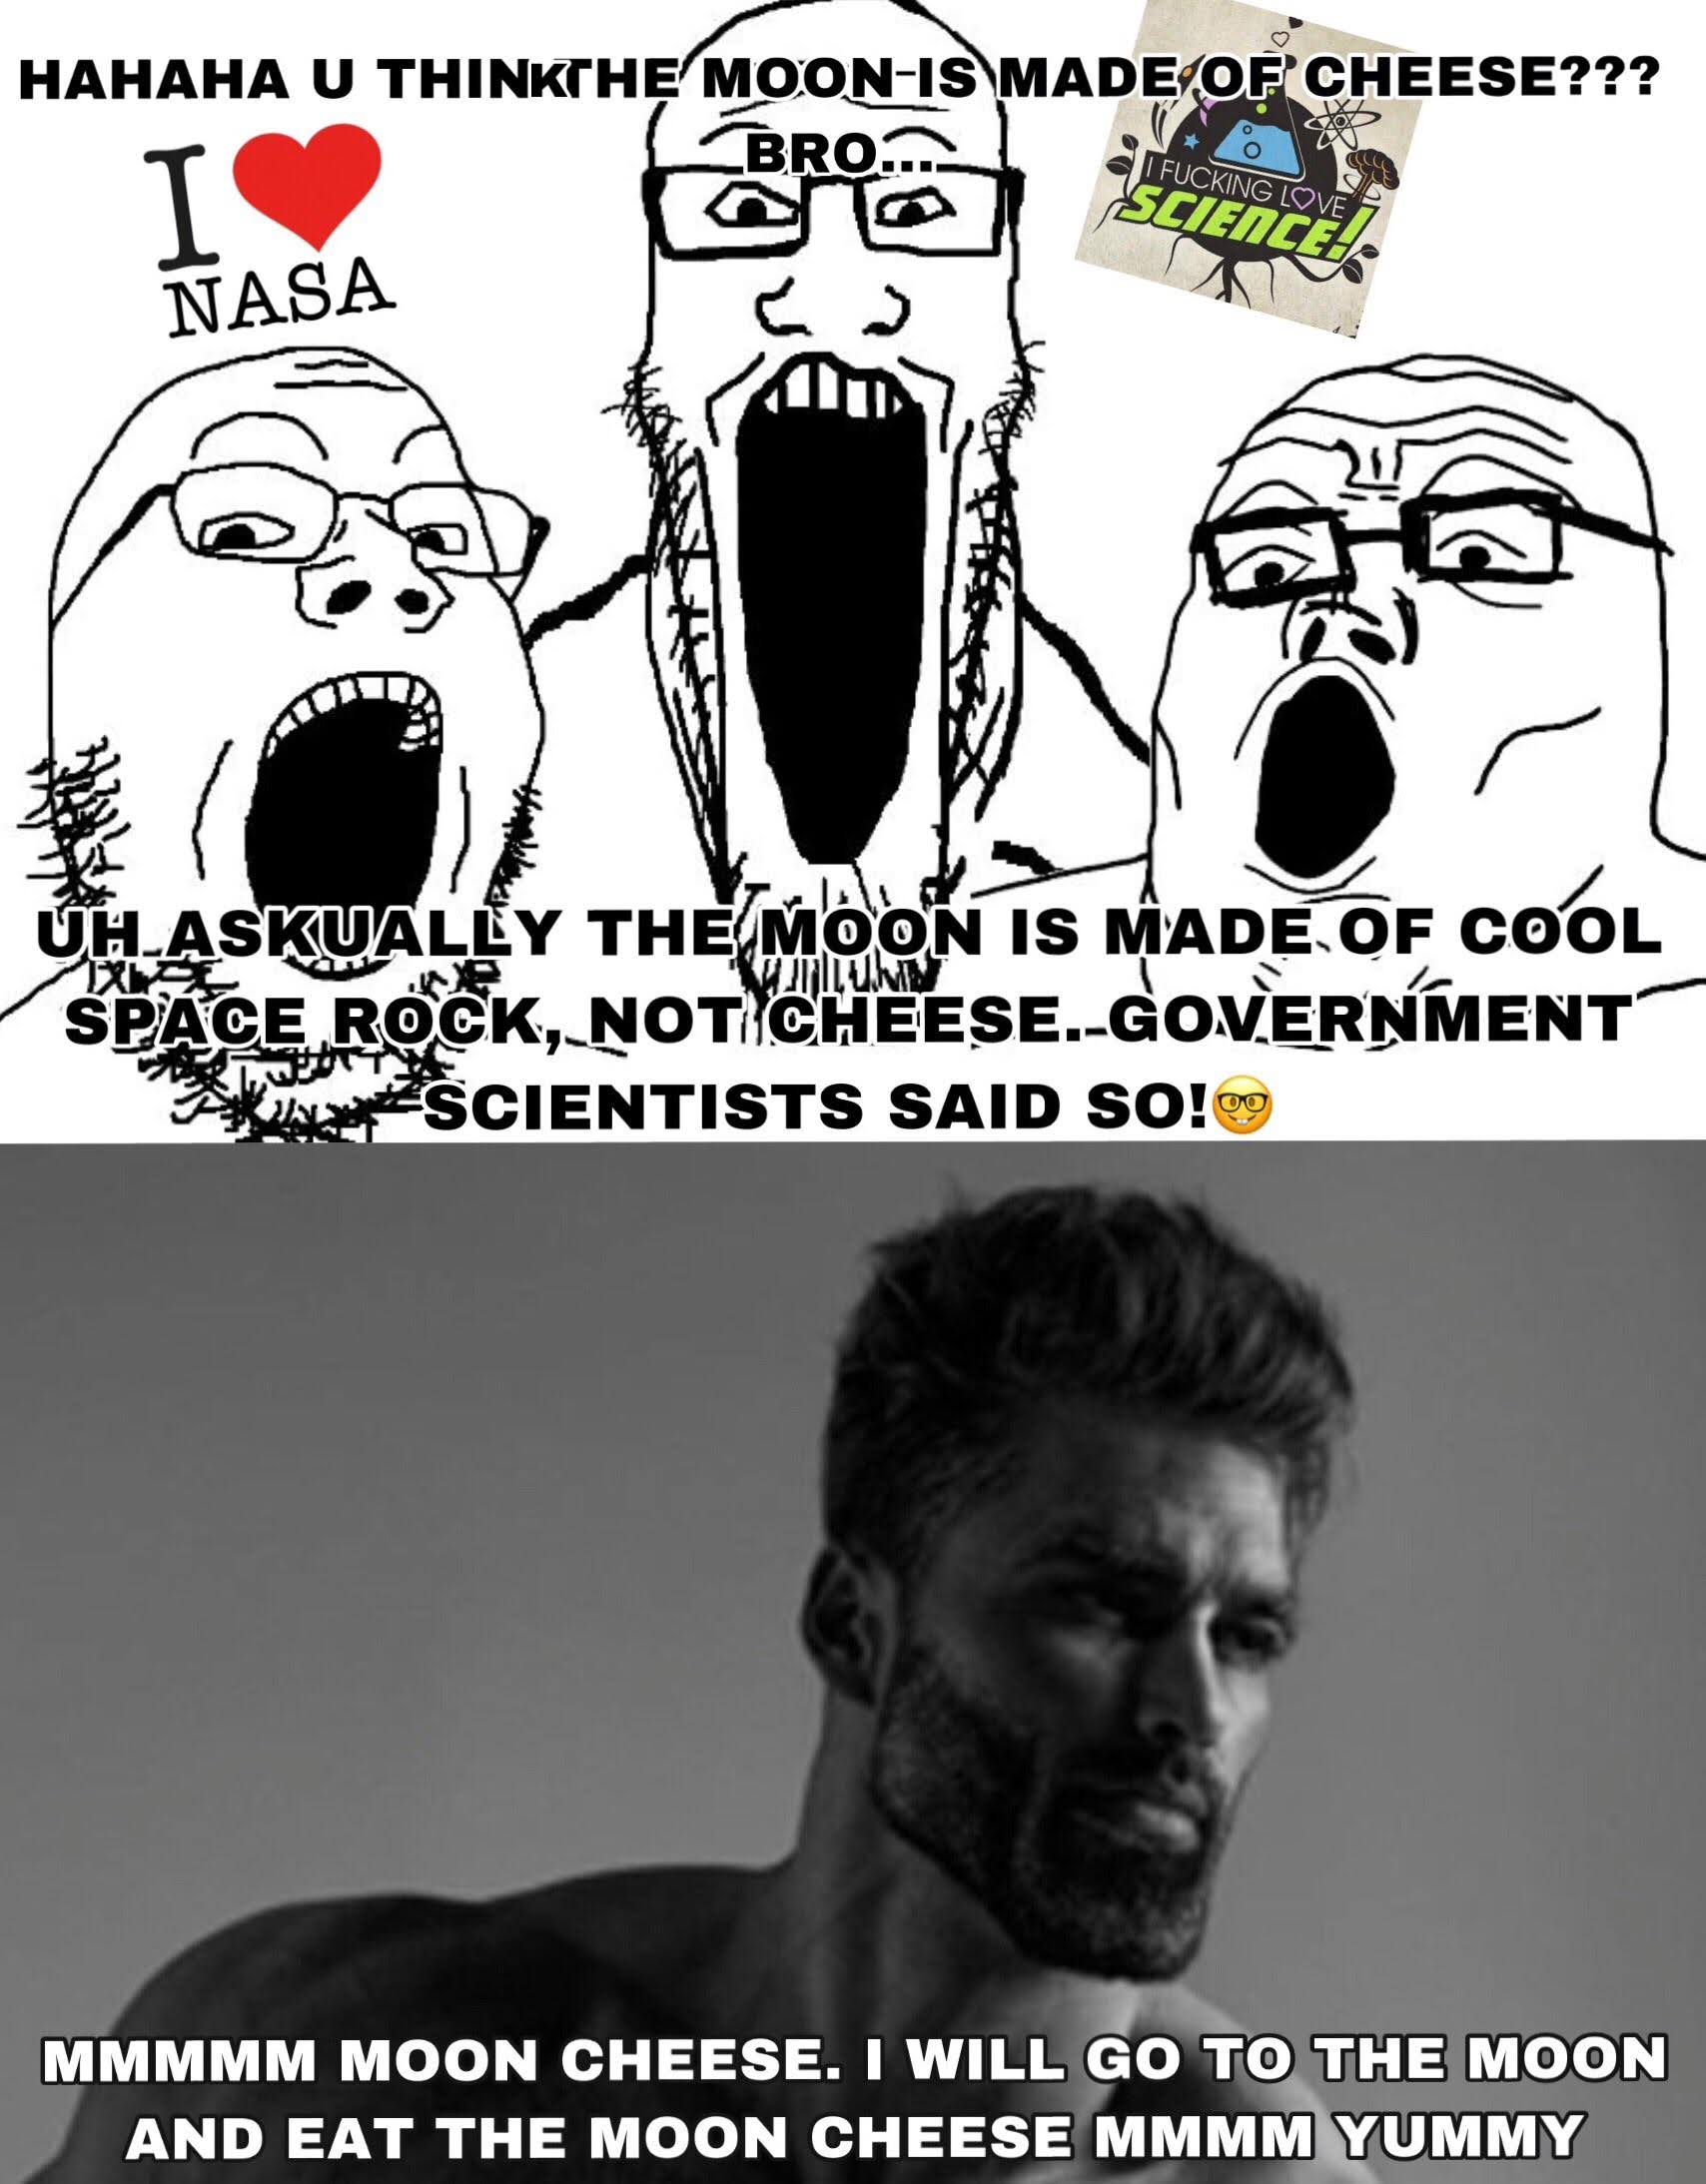 HAHAHA U THINK THE MOON IS MADE OF CHEESE???
BRO...
I
NASA
I FUCKING LOVE
SCIENCE!
UH ASKUALLY THE MOON IS MADE OF COOL
SPACE ROCK, NOT CHEESE. GOVERNMENT
SCIENTISTS SAID SO!🤓
MMMMM MOON CHEESE. I WILL GO TO THE MOON
AND EAT THE MOON CHEESE MMMM YUMMY